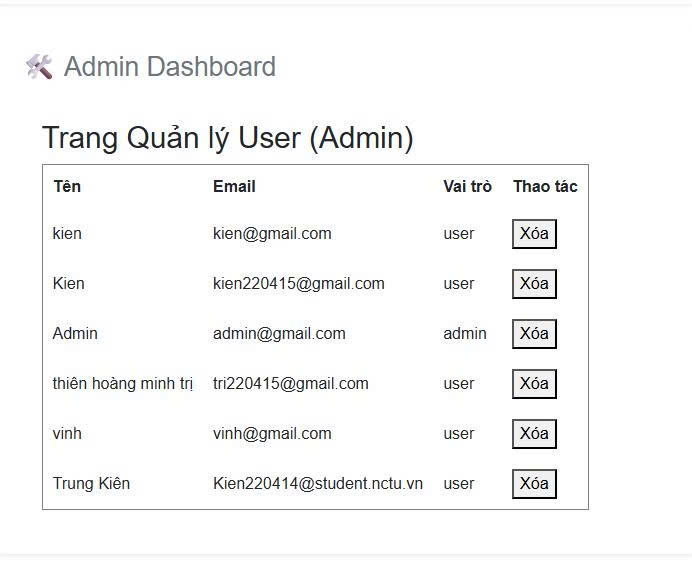 Admin Dashboard
Trang Quản lý User (Admin)
Tên Email Vai trò Thao tác
kien kien@gmail.com user Xóa
Kien kien220415@gmail.com user Xóa
Admin admin@gmail.com admin Xóa
thiên hoàng minh trị tri220415@gmail.com user Xóa
vinh vinh@gmail.com user Xóa
Trung Kiên Kien220414@student.nctu.vn user Xóa